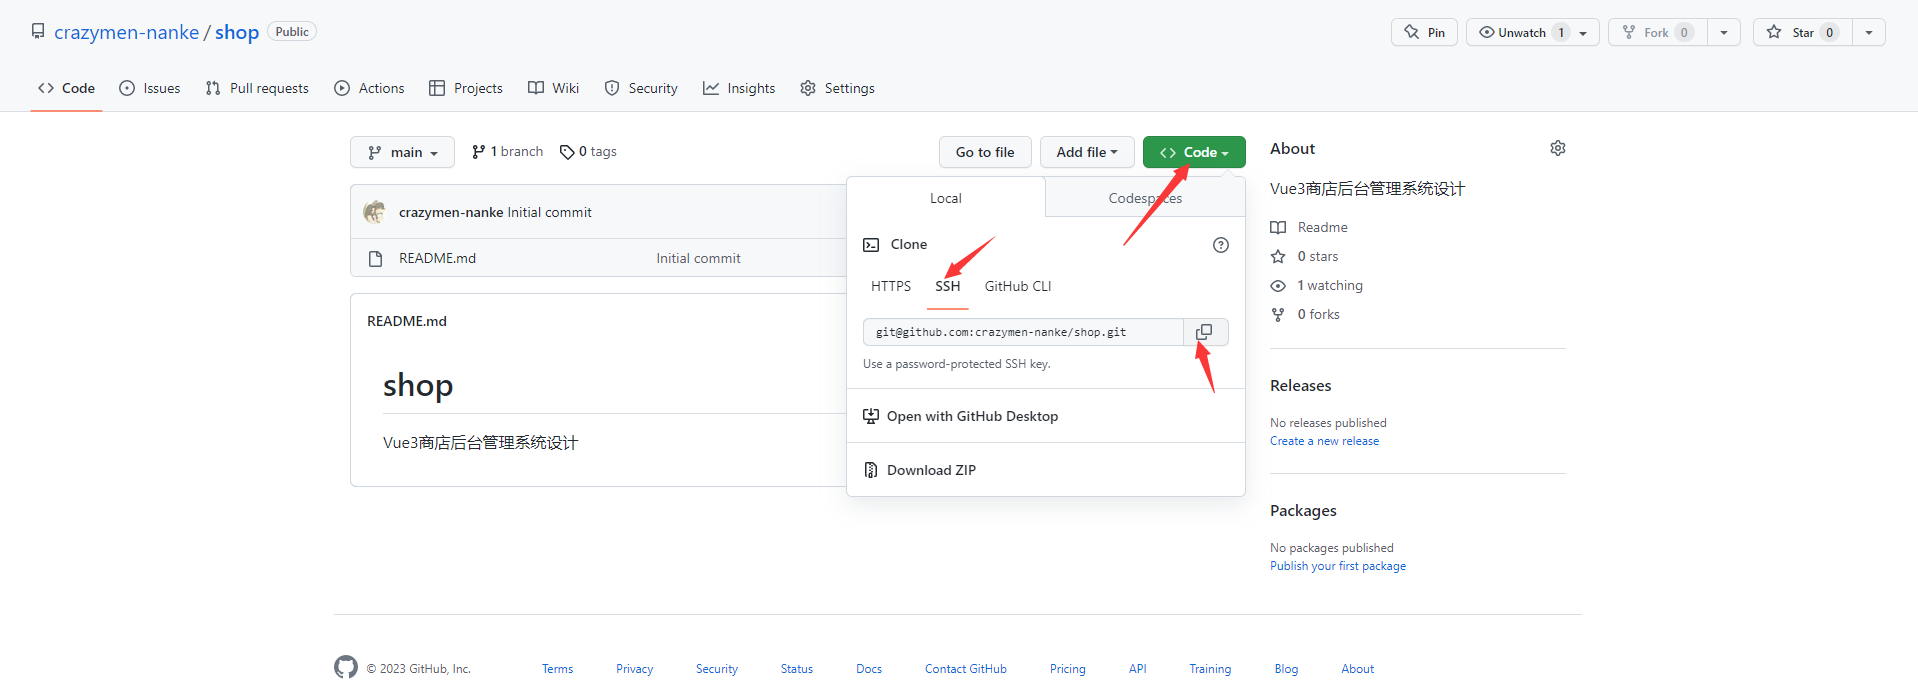 crazymen-nanke / shop Public
Pin
Unwatch 1
Fork 0
Star 0
Code
Issues
Pull requests
Actions
Projects
Wiki
Security
Insights
Settings
main
1 branch
0 tags
Go to file
Add file
Code
crazymen-nanke Initial commit
README.md
Initial commit
README.md
shop
Vue3商店后台管理系统设计
Local
Codespaces
Clone
HTTPS
SSH
GitHub CLI
git@github.com:crazymen-nanke/shop.git
Use a password-protected SSH key.
Open with GitHub Desktop
Download ZIP
About
Vue3商店后台管理系统设计
Readme
0 stars
1 watching
0 forks
Releases
No releases published
Create a new release
Packages
No packages published
Publish your first package
© 2023 GitHub, Inc.
Terms
Privacy
Security
Status
Docs
Contact GitHub
Pricing
API
Training
Blog
About